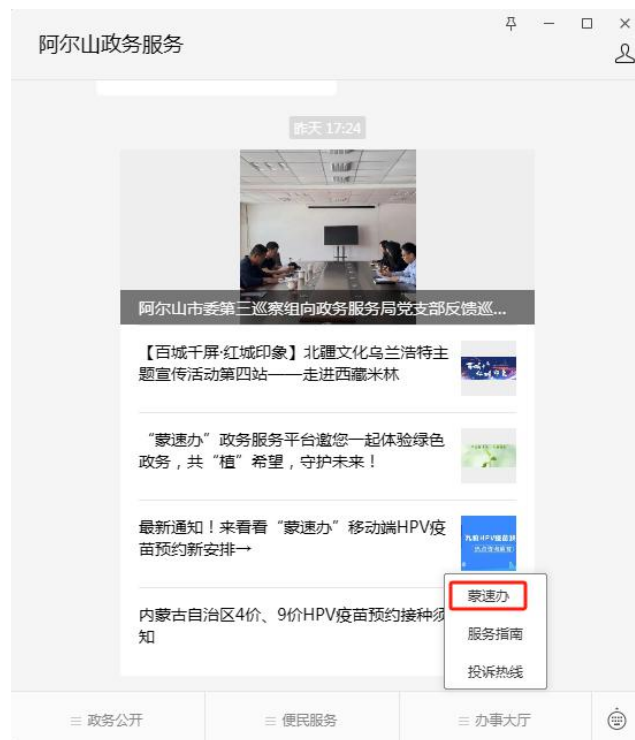 阿尔山政务服务
昨天 17:24
阿尔山市委第三巡察组向政务服务局党支部反馈巡...
【百城千屏·红城印象】北疆文化乌兰浩特主
题宣传活动第四站——走进西藏米林
“蒙速办”政务服务平台邀您一起体验绿色
政务，共“植”希望，守护未来！
最新通知！来看看“蒙速办”移动端HPV疫
苗预约新安排→
内蒙古自治区4价、9价HPV疫苗预约接种须
知
蒙速办
服务指南
投诉热线
政务公开
便民服务
办事大厅